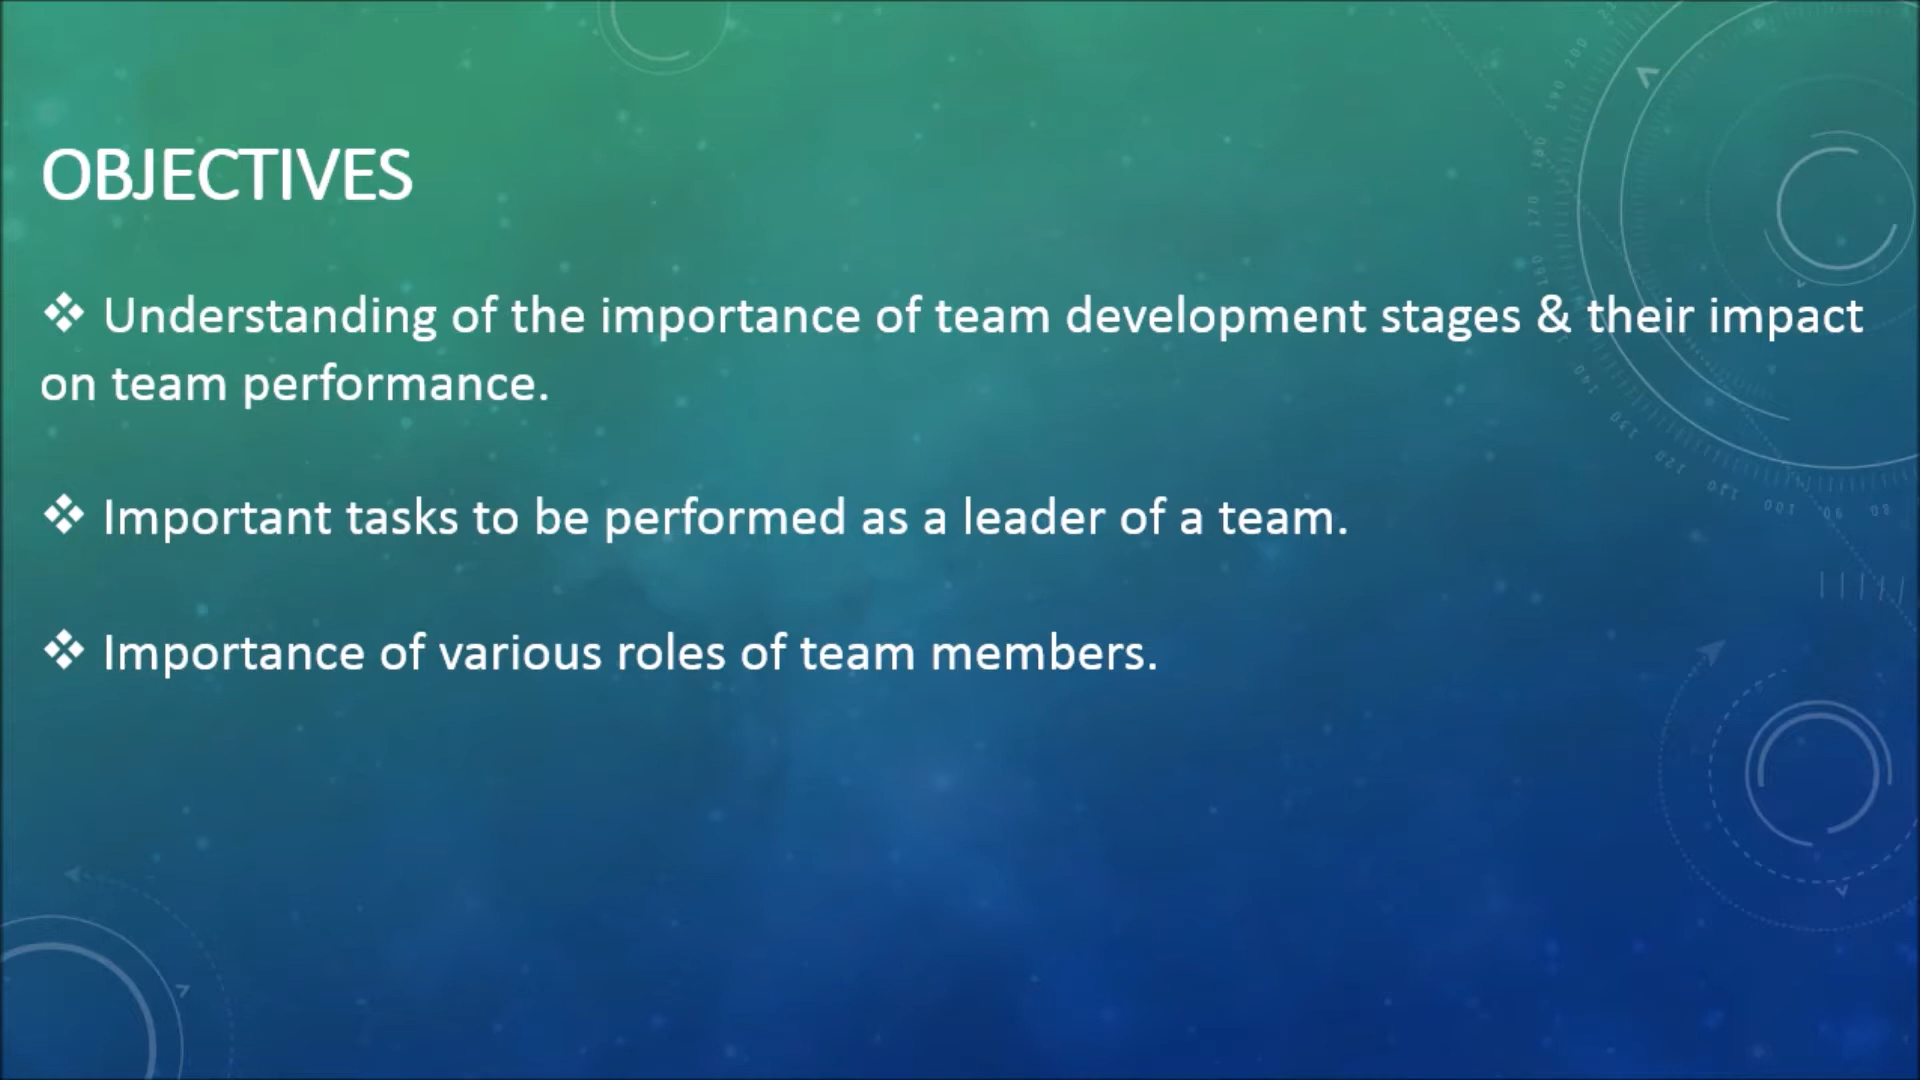 OBJECTIVES
❖ Understanding of the importance of team development stages & their impact
on team performance.
❖ Important tasks to be performed as a leader of a team.
❖ Importance of various roles of team members.